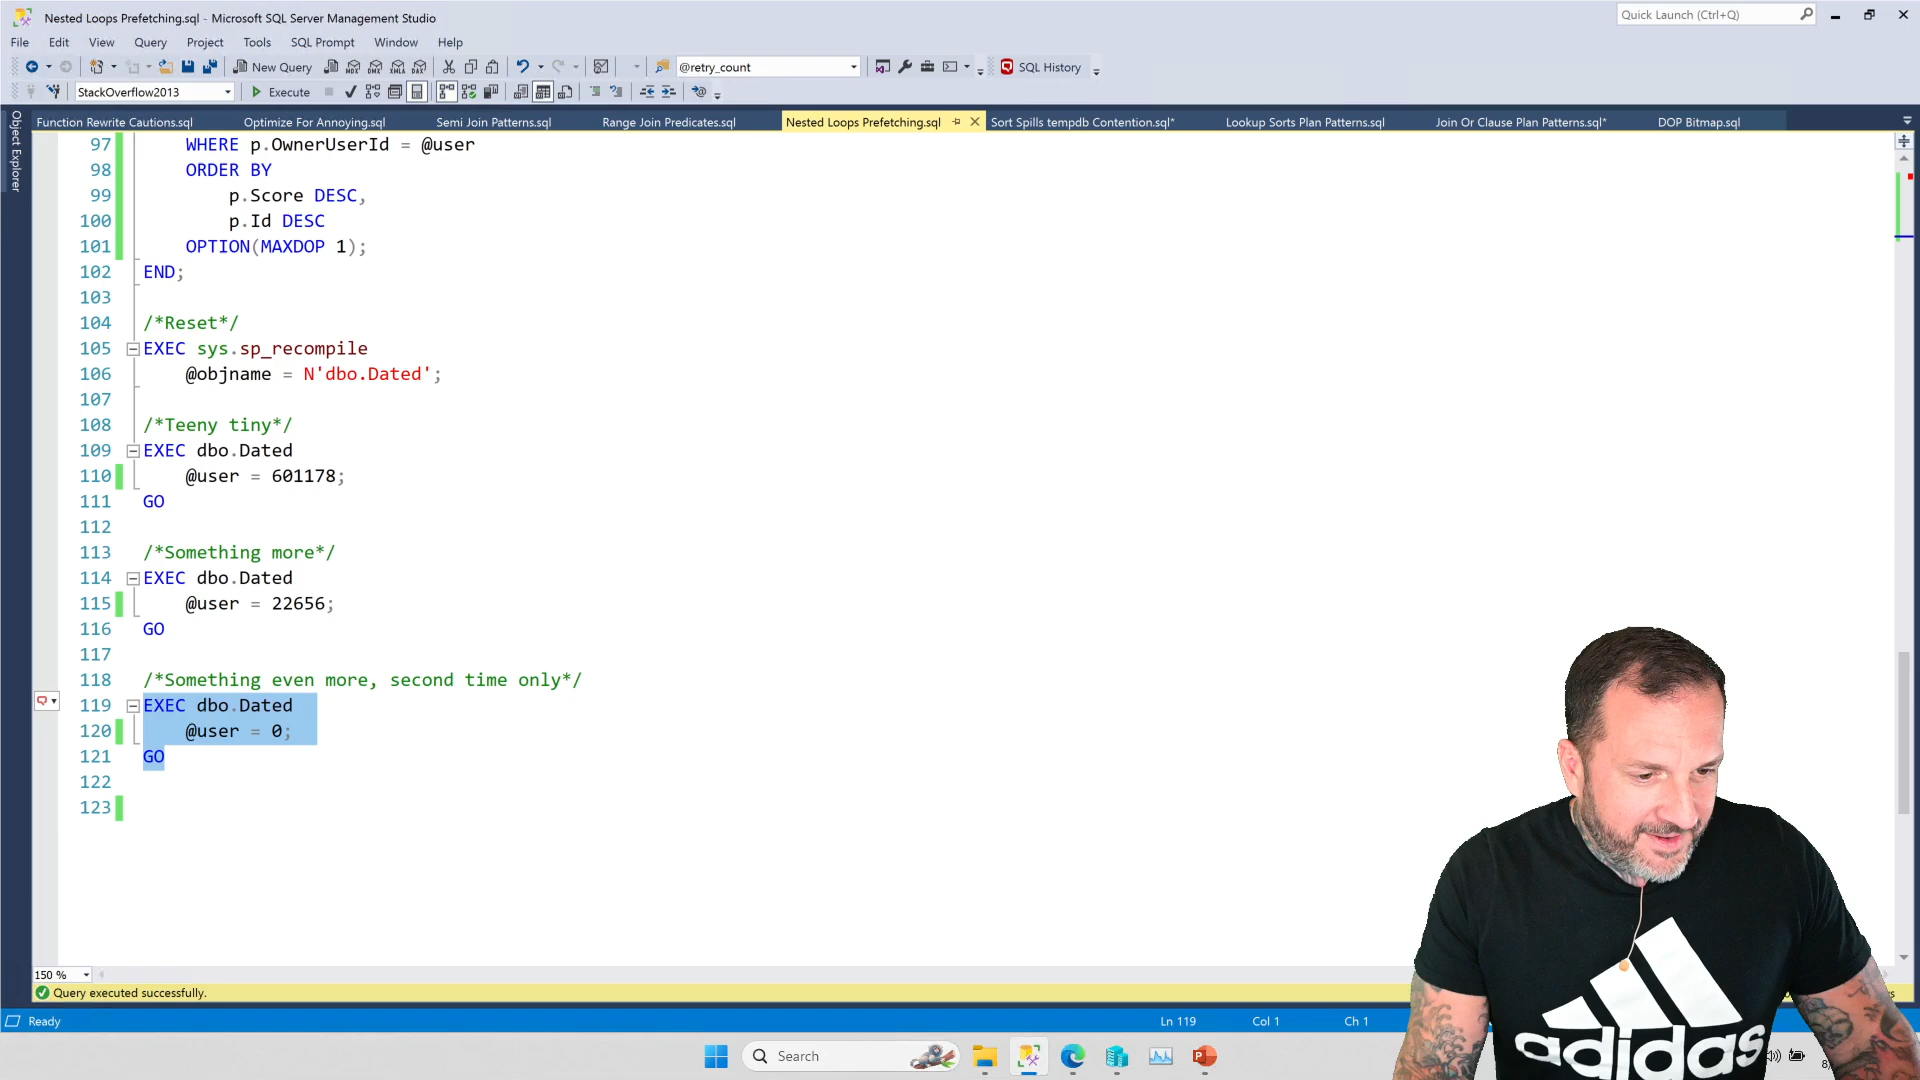 Nested Loops Prefetching.sql - Microsoft SQL Server Management Studio
Quick Launch (Ctrl+Q)
File Edit View Query Project Tools SQL Prompt Window Help
New Query
MDX DMX XMLA DAX
@retry_count
SQL History
StackOverflow2013
Execute
Function Rewrite Cautions.sql Optimize For Annoying.sql Semi Join Patterns.sql Range Join Predicates.sql Nested Loops Prefetching.sql Sort Spills tempdb Contention.sql* Lookup Sorts Plan Patterns.sql Join Or Clause Plan Patterns.sql* DOP Bitmap.sql
Object Explorer
97 WHERE p.OwnerUserId = @user
98 ORDER BY
99 p.Score DESC,
100 p.Id DESC
101 OPTION(MAXDOP 1);
102 END;
103
104 /*Reset*/
105 EXEC sys.sp_recompile
106 @objname = N'dbo.Dated';
107
108 /*Teeny tiny*/
109 EXEC dbo.Dated
110 @user = 601178;
111 GO
112
113 /*Something more*/
114 EXEC dbo.Dated
115 @user = 22656;
116 GO
117
118 /*Something even more, second time only*/
119 EXEC dbo.Dated
120 @user = 0;
121 GO
122
123
150 %
Query executed successfully.
Ready Ln 119 Col 1 Ch 1
Search
adidas